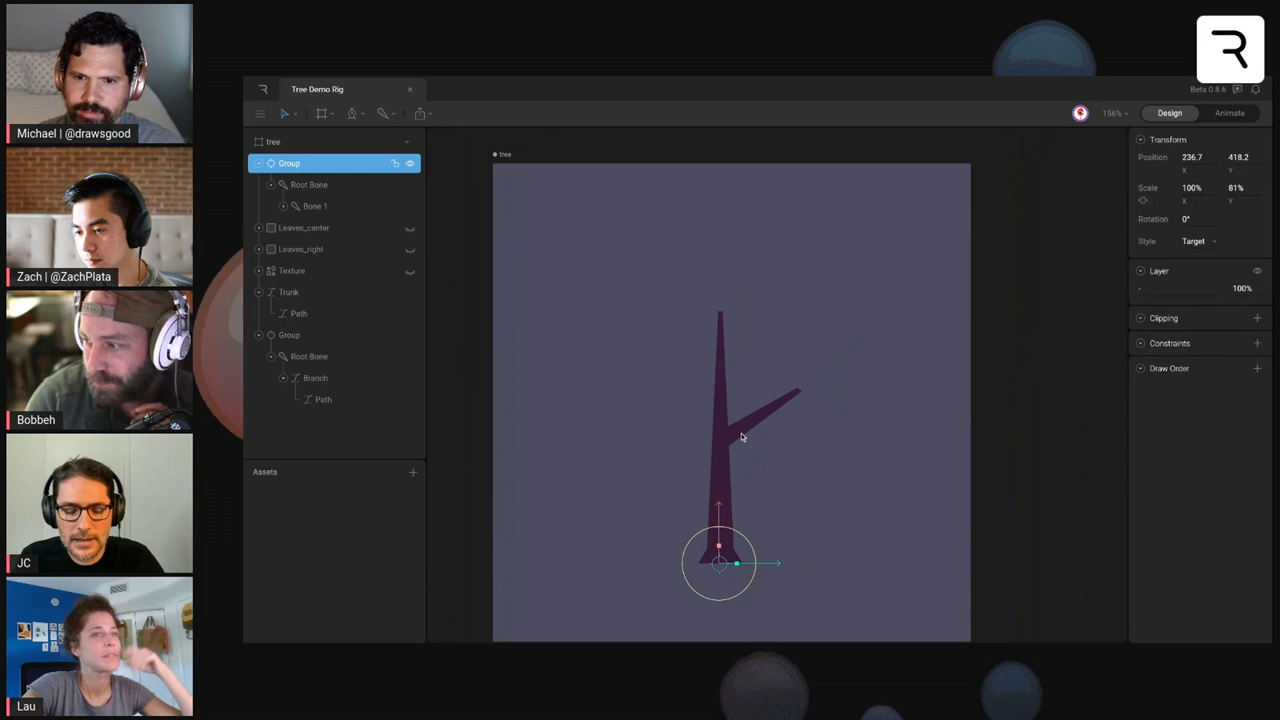 Michael | @drawsgood
Zach | @ZachPlata
Bobbeh
JC
Lau
Tree Demo Rig
Beta 0.8.6
156%
Design
Animate
tree
Group
Root Bone
Bone 1
Leaves_center
Leaves_right
Texture
Trunk
Path
Group
Root Bone
Branch
Path
Assets
tree
Transform
Position 236.7 418.2
X Y
Scale 100% 81%
X Y
Rotation 0°
Style Target
Layer
- 100%
Clipping
Constraints
Draw Order